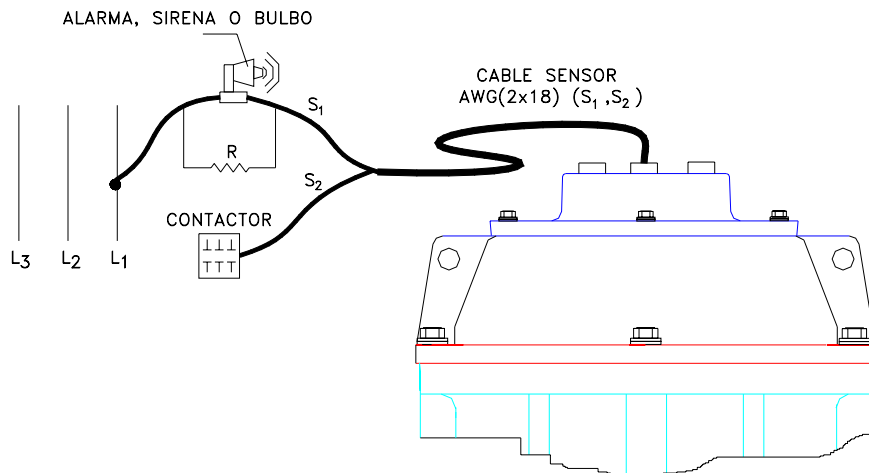 ALARMA, SIRENA O BULBO
CABLE SENSOR
AWG(2x18) (S₁,S₂)
S₁
R
S₂
CONTACTOR
L₃ L₂ L₁